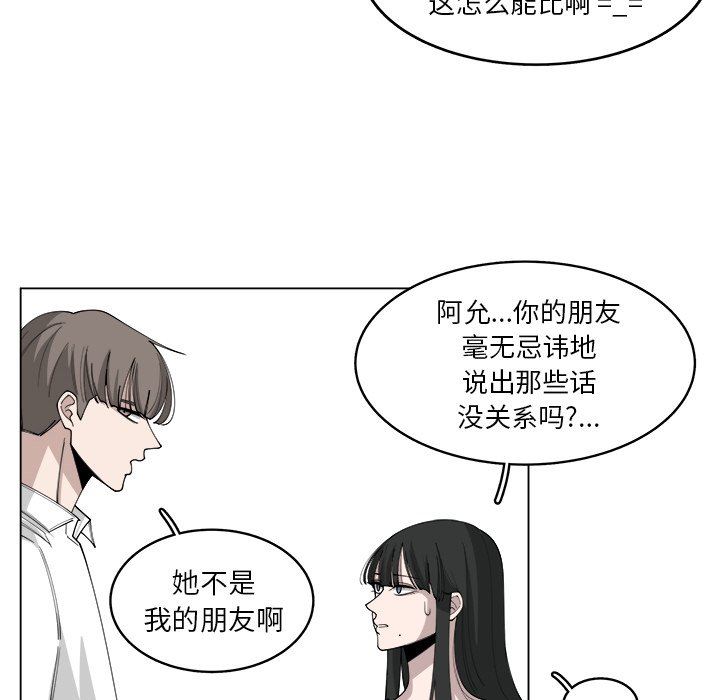 这怎么能比啊 =_=
阿允...你的朋友
毫无忌讳地
说出那些话
没关系吗?...
她不是
我的朋友啊